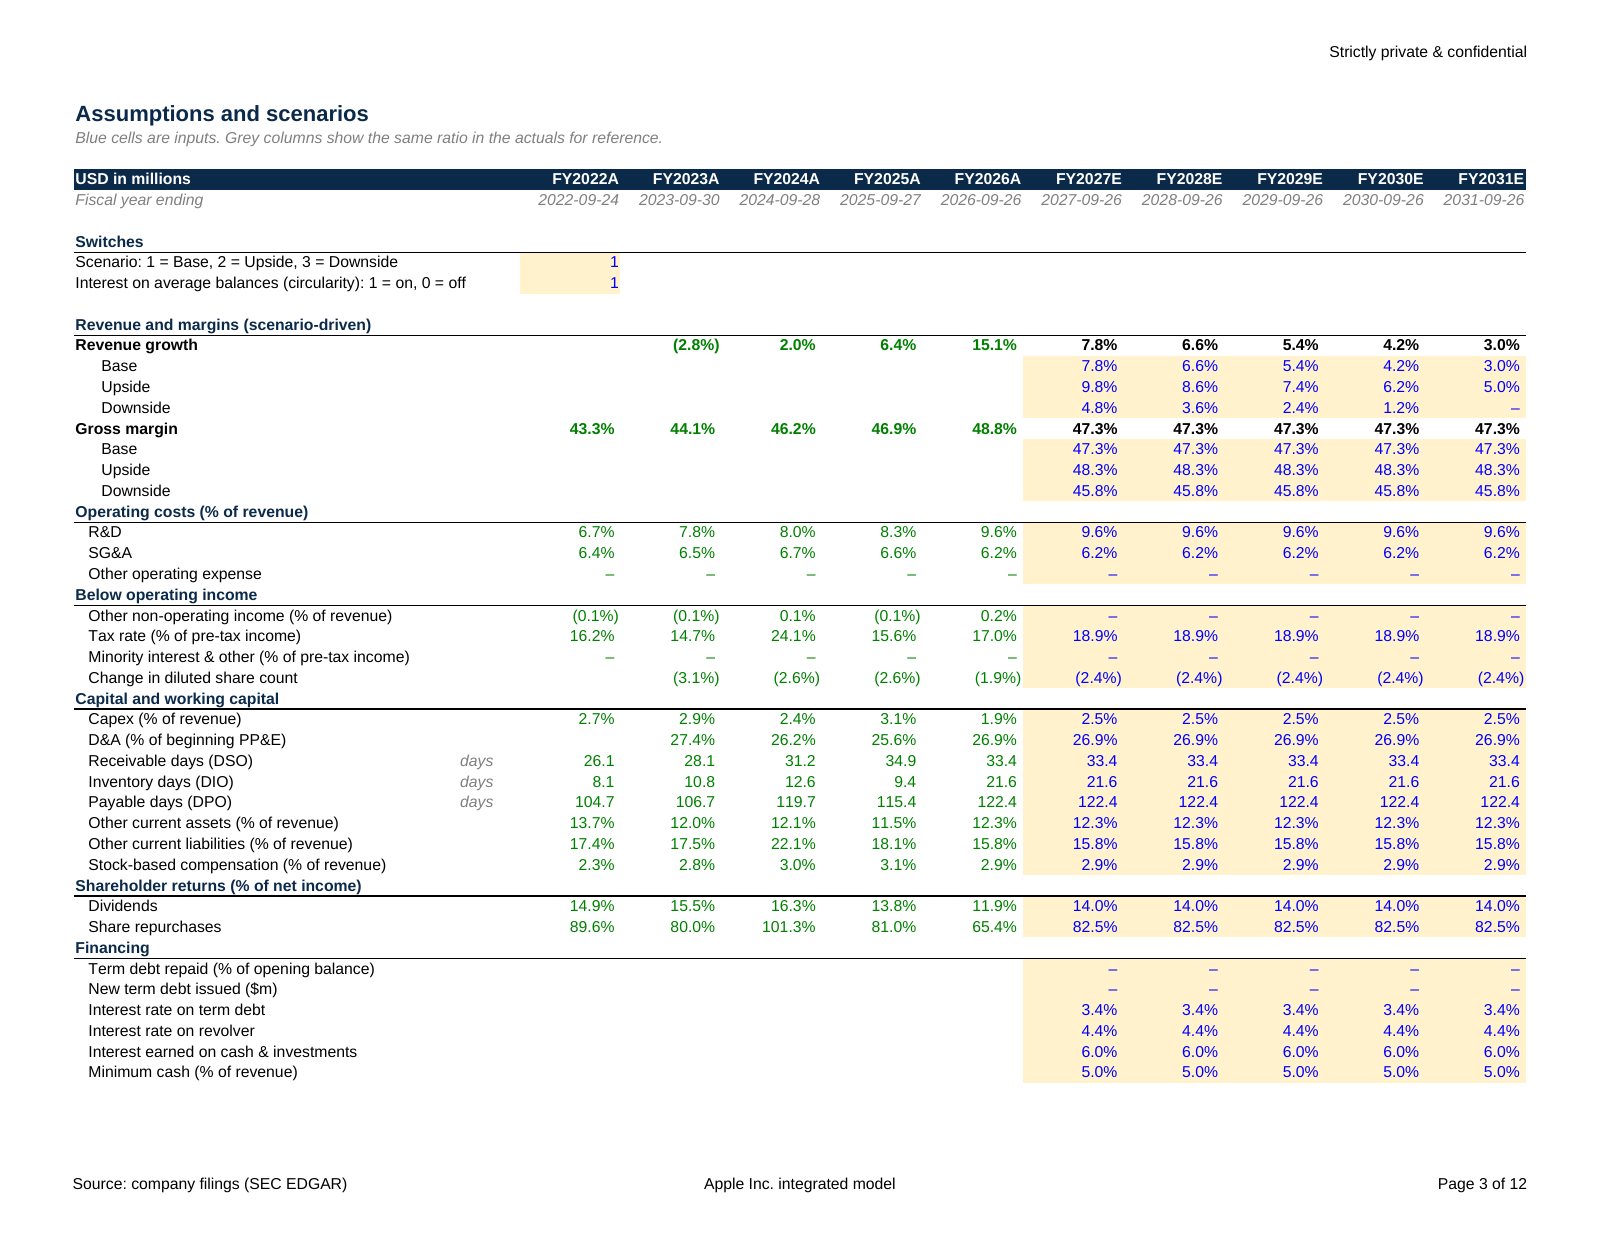 Strictly private & confidential
Assumptions and scenarios
Blue cells are inputs. Grey columns show the same ratio in the actuals for reference.
USD in millions FY2022A FY2023A FY2024A FY2025A FY2026A FY2027E FY2028E FY2029E FY2030E FY2031E
Fiscal year ending 2022-09-24 2023-09-30 2024-09-28 2025-09-27 2026-09-26 2027-09-26 2028-09-26 2029-09-26 2030-09-26 2031-09-26
Switches
Scenario: 1 = Base, 2 = Upside, 3 = Downside 1
Interest on average balances (circularity): 1 = on, 0 = off 1
Revenue and margins (scenario-driven)
Revenue growth (2.8%) 2.0% 6.4% 15.1% 7.8% 6.6% 5.4% 4.2% 3.0%
Base 7.8% 6.6% 5.4% 4.2% 3.0%
Upside 9.8% 8.6% 7.4% 6.2% 5.0%
Downside 4.8% 3.6% 2.4% 1.2% –
Gross margin 43.3% 44.1% 46.2% 46.9% 48.8% 47.3% 47.3% 47.3% 47.3% 47.3%
Base 47.3% 47.3% 47.3% 47.3% 47.3%
Upside 48.3% 48.3% 48.3% 48.3% 48.3%
Downside 45.8% 45.8% 45.8% 45.8% 45.8%
Operating costs (% of revenue)
R&D 6.7% 7.8% 8.0% 8.3% 9.6% 9.6% 9.6% 9.6% 9.6% 9.6%
SG&A 6.4% 6.5% 6.7% 6.6% 6.2% 6.2% 6.2% 6.2% 6.2% 6.2%
Other operating expense – – – – – – – – – –
Below operating income
Other non-operating income (% of revenue) (0.1%) (0.1%) 0.1% (0.1%) 0.2% – – – – –
Tax rate (% of pre-tax income) 16.2% 14.7% 24.1% 15.6% 17.0% 18.9% 18.9% 18.9% 18.9% 18.9%
Minority interest & other (% of pre-tax income) – – – – – – – – – –
Change in diluted share count (3.1%) (2.6%) (2.6%) (1.9%) (2.4%) (2.4%) (2.4%) (2.4%) (2.4%)
Capital and working capital
Capex (% of revenue) 2.7% 2.9% 2.4% 3.1% 1.9% 2.5% 2.5% 2.5% 2.5% 2.5%
D&A (% of beginning PP&E) 27.4% 26.2% 25.6% 26.9% 26.9% 26.9% 26.9% 26.9% 26.9%
Receivable days (DSO) days 26.1 28.1 31.2 34.9 33.4 33.4 33.4 33.4 33.4 33.4
Inventory days (DIO) days 8.1 10.8 12.6 9.4 21.6 21.6 21.6 21.6 21.6 21.6
Payable days (DPO) days 104.7 106.7 119.7 115.4 122.4 122.4 122.4 122.4 122.4 122.4
Other current assets (% of revenue) 13.7% 12.0% 12.1% 11.5% 12.3% 12.3% 12.3% 12.3% 12.3% 12.3%
Other current liabilities (% of revenue) 17.4% 17.5% 22.1% 18.1% 15.8% 15.8% 15.8% 15.8% 15.8% 15.8%
Stock-based compensation (% of revenue) 2.3% 2.8% 3.0% 3.1% 2.9% 2.9% 2.9% 2.9% 2.9% 2.9%
Shareholder returns (% of net income)
Dividends 14.9% 15.5% 16.3% 13.8% 11.9% 14.0% 14.0% 14.0% 14.0% 14.0%
Share repurchases 89.6% 80.0% 101.3% 81.0% 65.4% 82.5% 82.5% 82.5% 82.5% 82.5%
Financing
Term debt repaid (% of opening balance) – – – – –
New term debt issued ($m) – – – – –
Interest rate on term debt 3.4% 3.4% 3.4% 3.4% 3.4%
Interest rate on revolver 4.4% 4.4% 4.4% 4.4% 4.4%
Interest earned on cash & investments 6.0% 6.0% 6.0% 6.0% 6.0%
Minimum cash (% of revenue) 5.0% 5.0% 5.0% 5.0% 5.0%
Source: company filings (SEC EDGAR) Apple Inc. integrated model Page 3 of 12